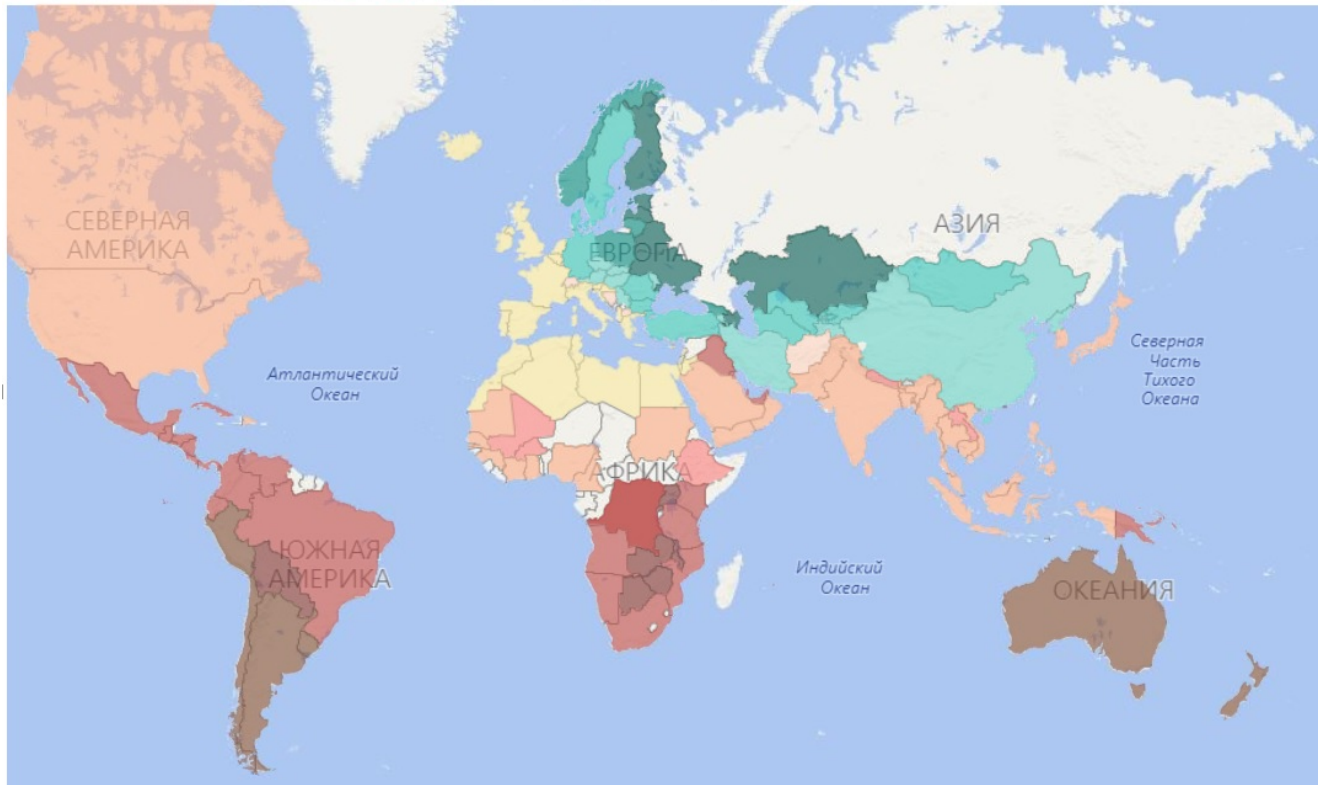 СЕВЕРНАЯ
АМЕРИКА
АЗИЯ
ЕВРОПА
Северная
Часть
Тихого
Океана
Атлантический
Океан
АФРИКА
ЮЖНАЯ
АМЕРИКА
Индийский
Океан
ОКЕАНИЯ